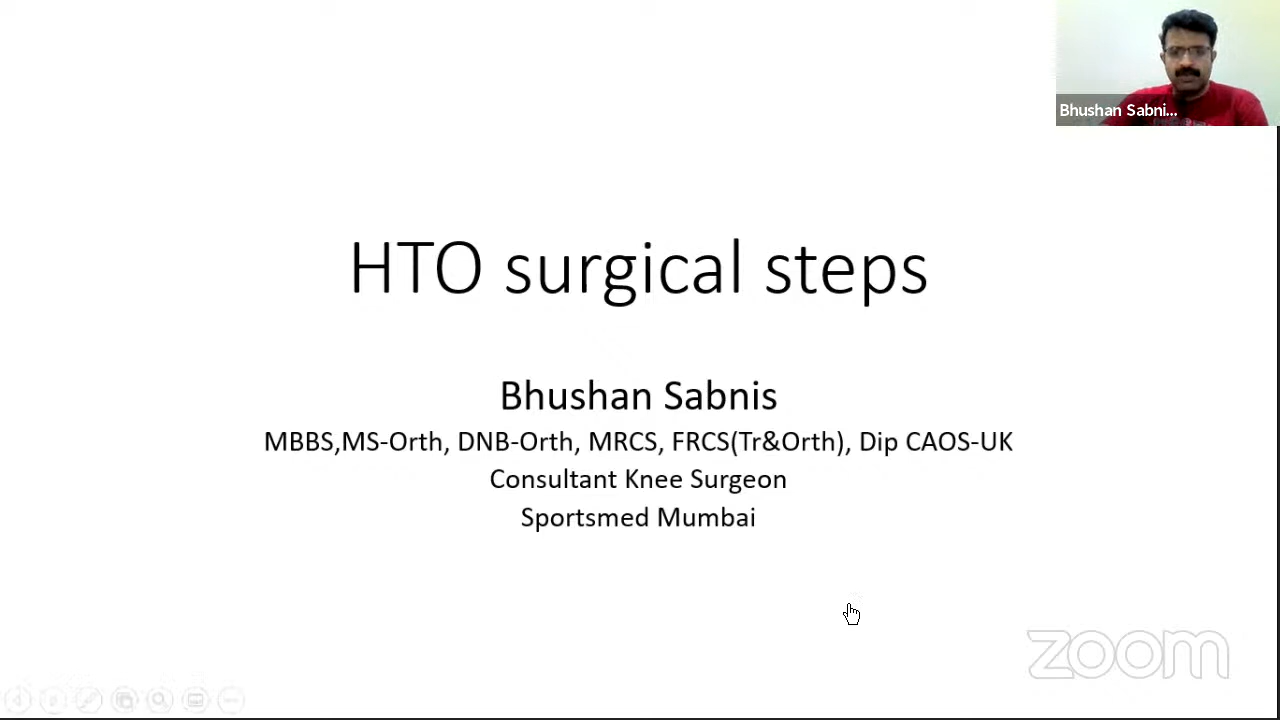 Bhushan Sabni...
HTO surgical steps
Bhushan Sabnis
MBBS,MS-Orth, DNB-Orth, MRCS, FRCS(Tr&Orth), Dip CAOS-UK
Consultant Knee Surgeon
Sportsmed Mumbai
zoom